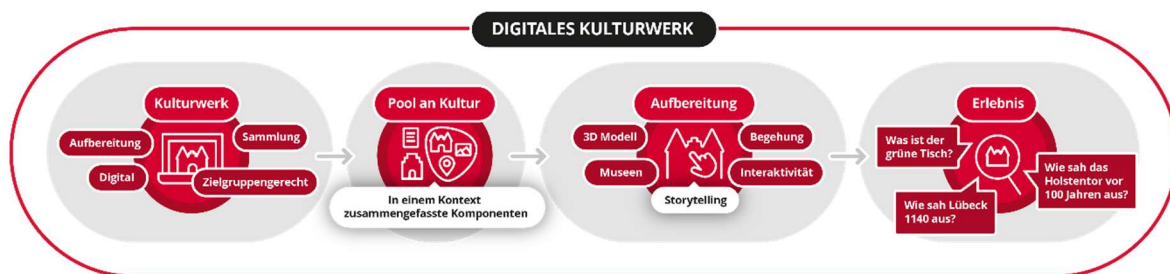 DIGITALES KULTURWERK
Kulturwerk
Aufbereitung
Sammlung
Digital
Zielgruppengerecht
Pool an Kultur
In einem Kontext
zusammengefasste Komponenten
Aufbereitung
3D Modell
Begehung
Museen
Interaktivität
Storytelling
Erlebnis
Was ist der
grüne Tisch?
Wie sah das
Holstentor vor
100 Jahren aus?
Wie sah Lübeck
1140 aus?